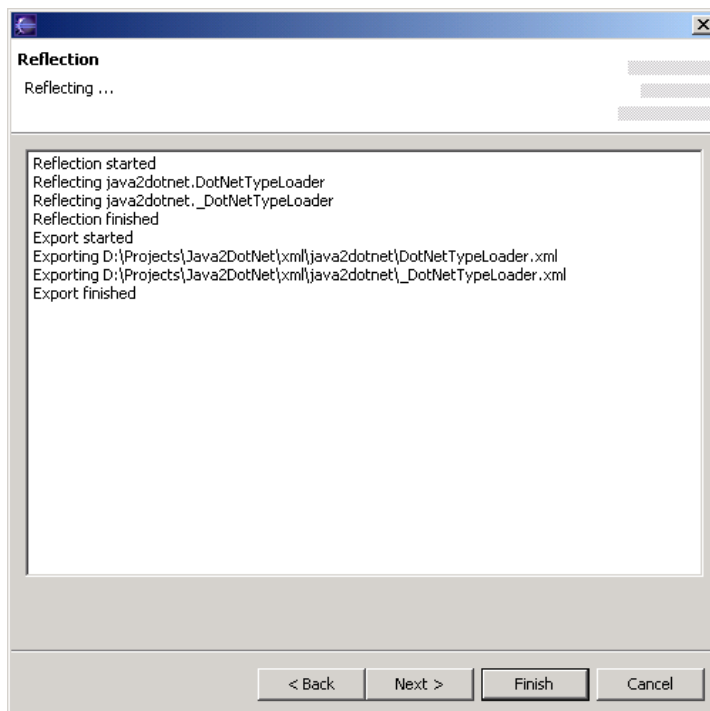 Reflection
Reflecting ...
Reflection started
Reflecting java2dotnet.DotNetTypeLoader
Reflecting java2dotnet._DotNetTypeLoader
Reflection finished
Export started
Exporting D:\Projects\Java2DotNet\xml\java2dotnet\DotNetTypeLoader.xml
Exporting D:\Projects\Java2DotNet\xml\java2dotnet\_DotNetTypeLoader.xml
Export finished
< Back Next > Finish Cancel